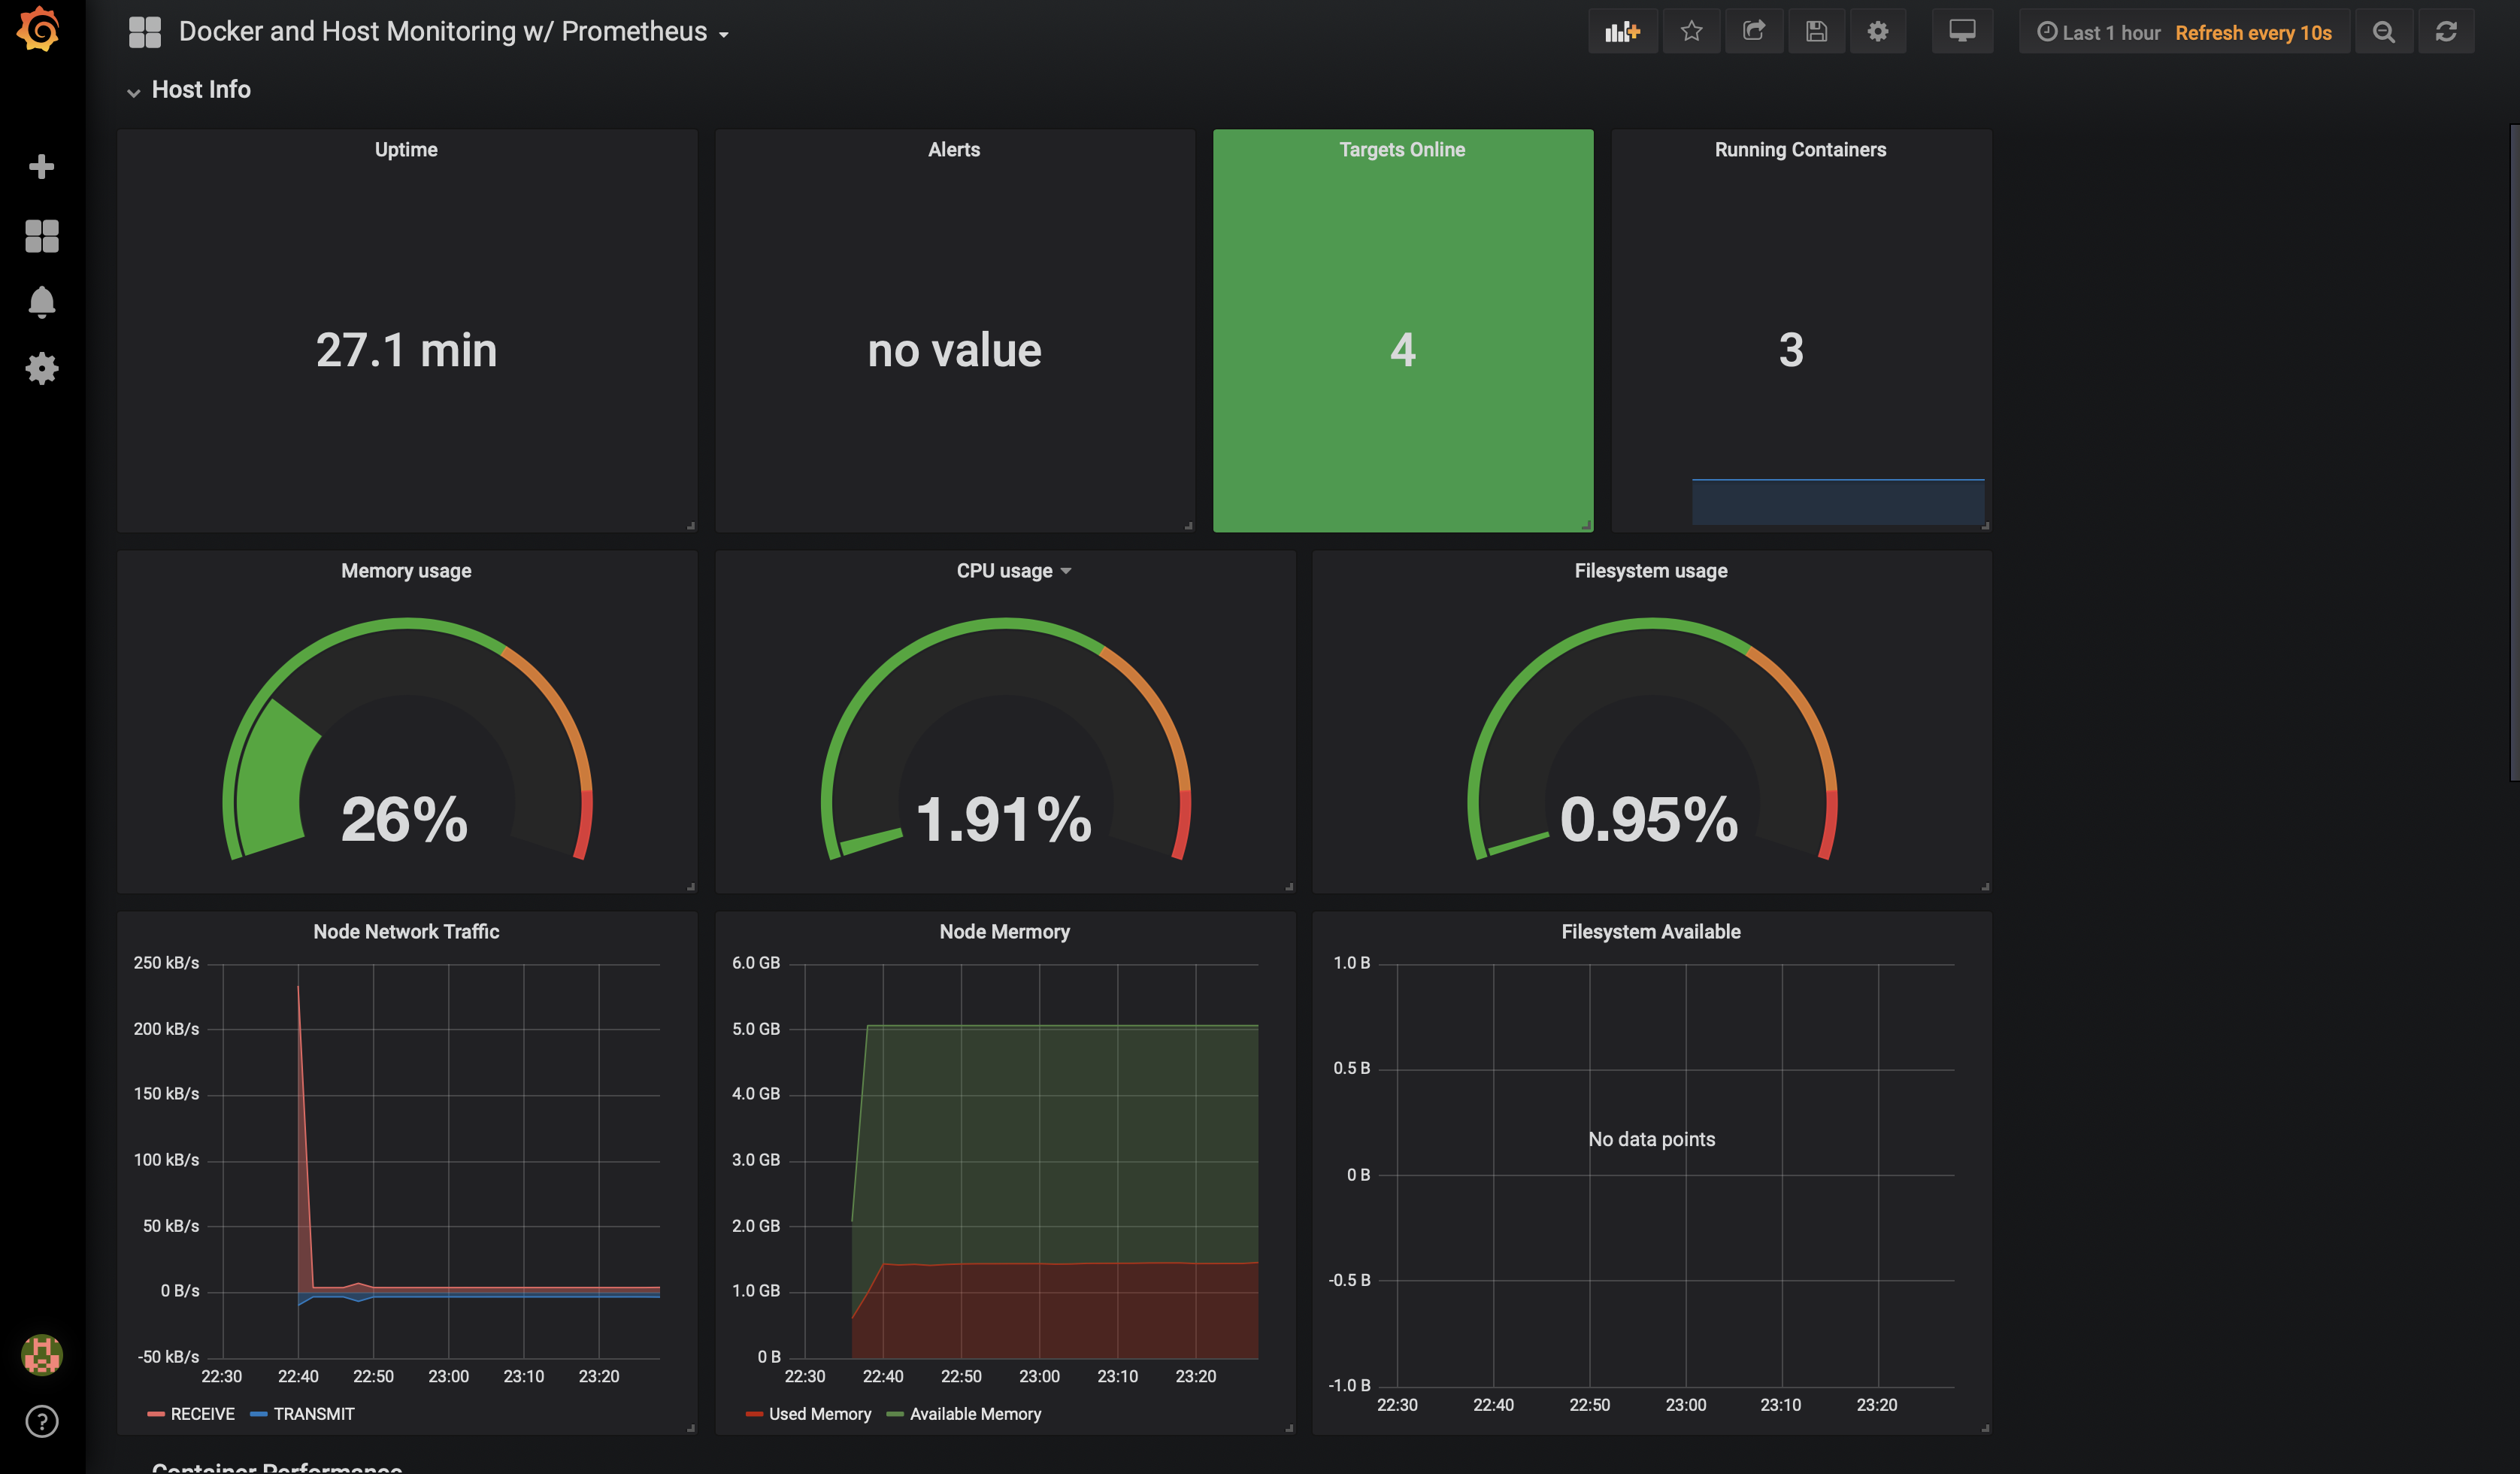 Docker and Host Monitoring w/ Prometheus
Last 1 hour Refresh every 10s
Host Info
Uptime
27.1 min
Alerts
no value
Targets Online
4
Running Containers
3
Memory usage
26%
CPU usage
1.91%
Filesystem usage
0.95%
Node Network Traffic
250 kB/s
200 kB/s
150 kB/s
100 kB/s
50 kB/s
0 B/s
-50 kB/s
22:30 22:40 22:50 23:00 23:10 23:20
RECEIVE TRANSMIT
Node Mermory
6.0 GB
5.0 GB
4.0 GB
3.0 GB
2.0 GB
1.0 GB
0 B
22:30 22:40 22:50 23:00 23:10 23:20
Used Memory Available Memory
Filesystem Available
1.0 B
0.5 B
No data points
0 B
-0.5 B
-1.0 B
22:30 22:40 22:50 23:00 23:10 23:20
Container Performance